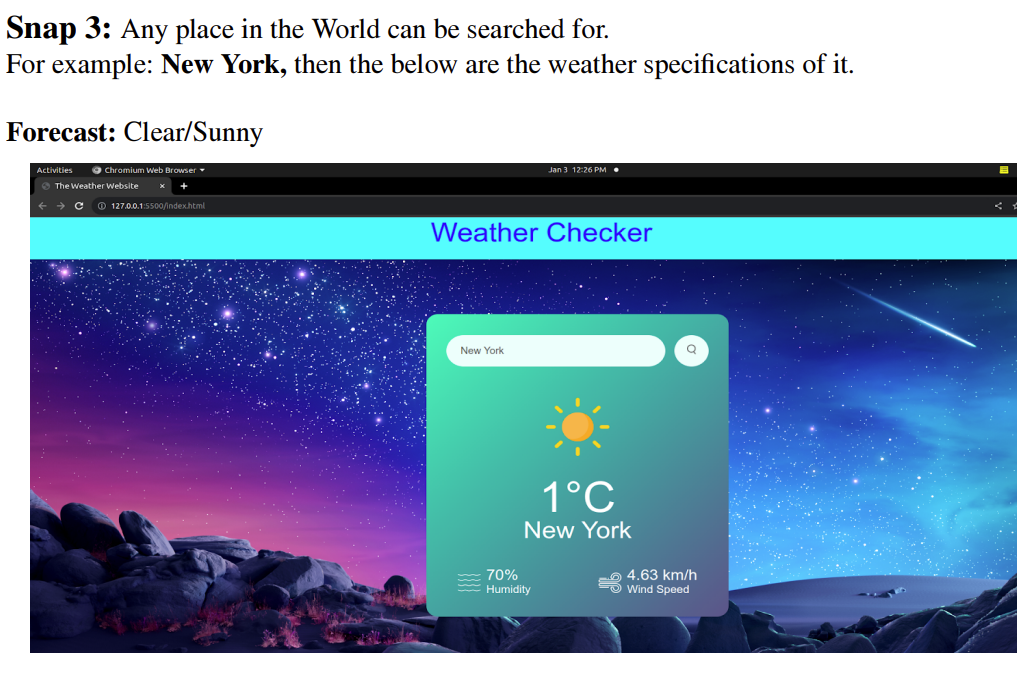 Snap 3: Any place in the World can be searched for.
For example: New York, then the below are the weather specifications of it.
Forecast: Clear/Sunny
Activities Chromium Web Browser Jan 3 12:26 PM
The Weather Website
127.0.0.1:5500/index.html
Weather Checker
New York
1°C
New York
70% 4.63 km/h
Humidity Wind Speed